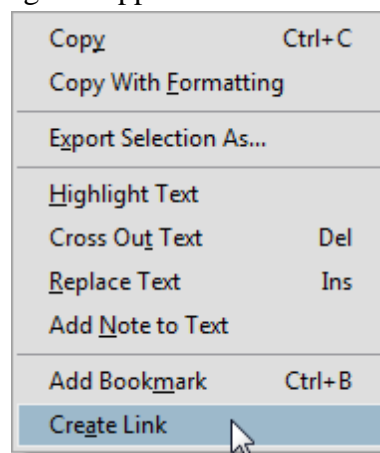 Copy Ctrl+C
Copy With Formatting
Export Selection As...
Highlight Text
Cross Out Text Del
Replace Text Ins
Add Note to Text
Add Bookmark Ctrl+B
Create Link